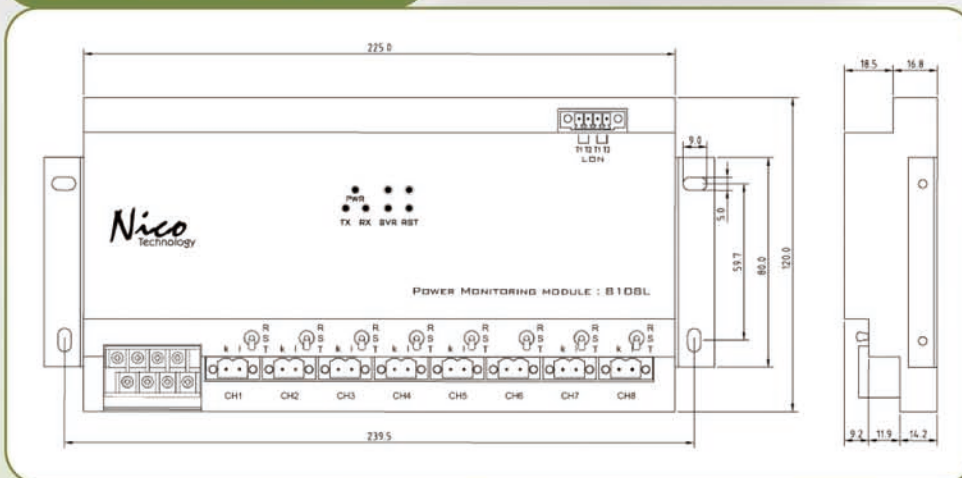 225.0
18.5 16.8
9.0
T1 T2 T1 T2
LON
PWR
TX RX SVR RST
5.0
Nico
Technology
59.7
80.0
120.0
POWER MONITORING MODULE : 8108L
R R R R R R R R
S S S S S S S S
k l T k l T k l T k l T k l T k l T k l T k l T
CH1 CH2 CH3 CH4 CH5 CH6 CH7 CH8
239.5
9.2 11.9 14.2